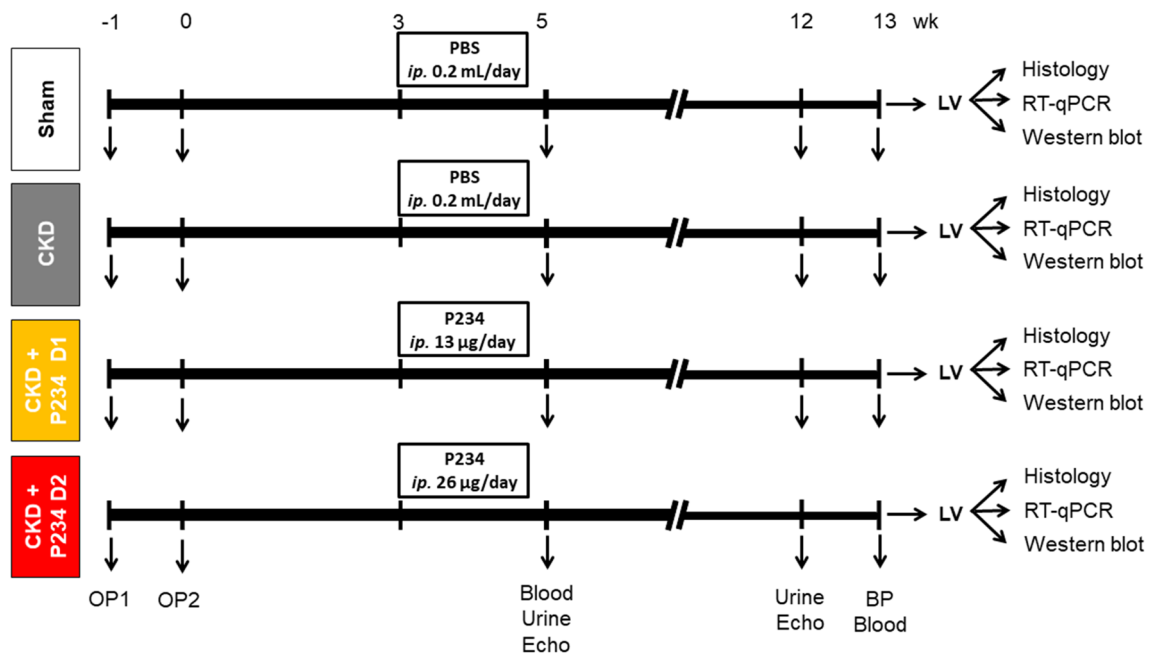 -1 0 3 5 12 13 wk
Sham
PBS
ip. 0.2 mL/day
LV
Histology
RT-qPCR
Western blot
CKD
PBS
ip. 0.2 mL/day
LV
Histology
RT-qPCR
Western blot
CKD +
P234 D1
P234
ip. 13 µg/day
LV
Histology
RT-qPCR
Western blot
CKD +
P234 D2
P234
ip. 26 µg/day
LV
Histology
RT-qPCR
Western blot
OP1
OP2
Blood
Urine
Echo
Urine
Echo
BP
Blood